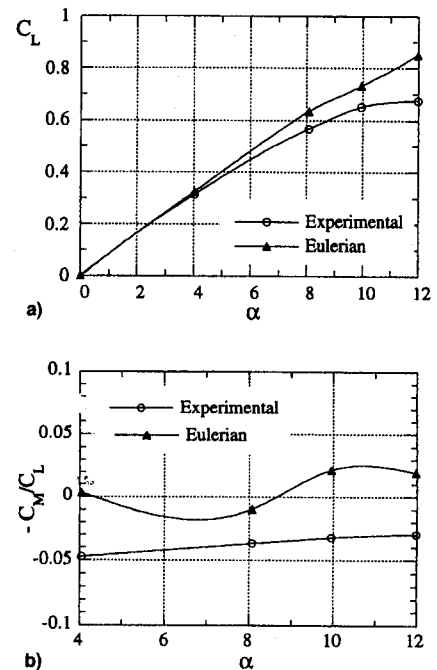 C_L
1
0.8
0.6
0.4
0.2
0
Experimental
Eulerian
0 2 4 6 8 10 12
α
a)
0.1
0.05
0
-0.05
-0.1
- C_M/C_L
Experimental
Eulerian
4 6 8 10 12
α
b)